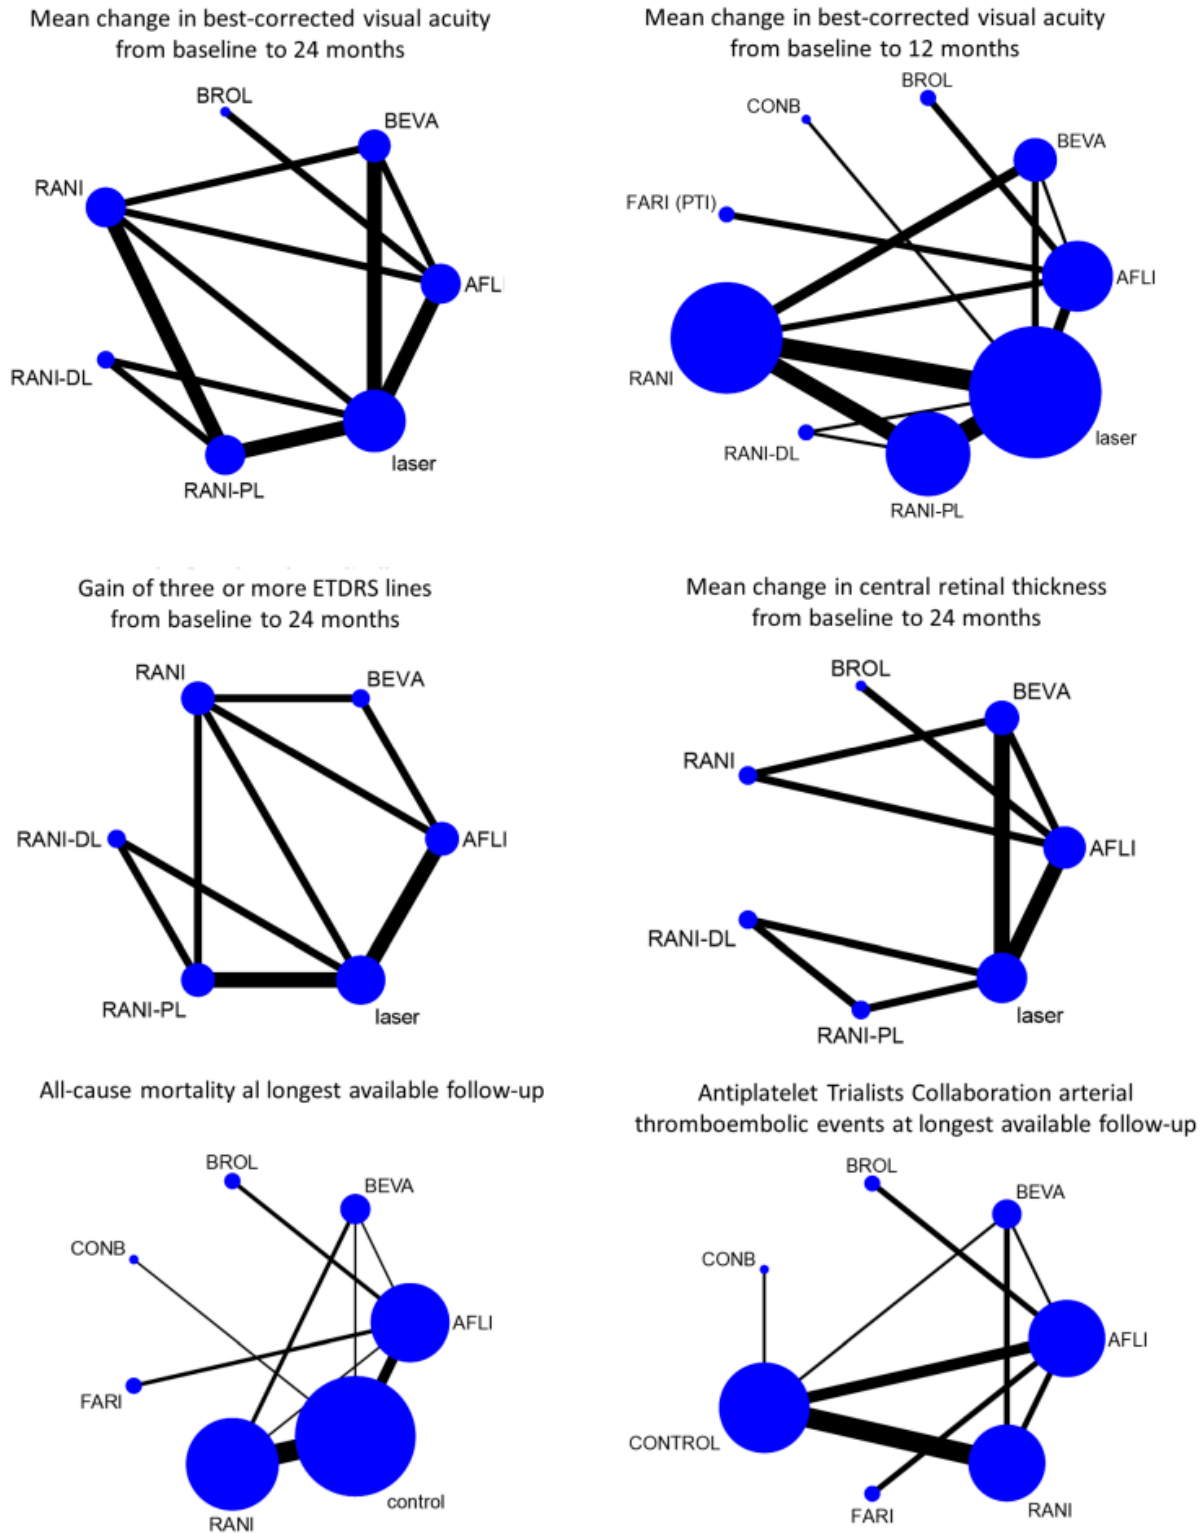 Mean change in best-corrected visual acuity
from baseline to 24 months
BROL
BEVA
RANI
AFLI
RANI-DL
laser
RANI-PL
Mean change in best-corrected visual acuity
from baseline to 12 months
BROL
CONB
BEVA
FARI (PTI)
AFLI
RANI
laser
RANI-DL
RANI-PL
Gain of three or more ETDRS lines
from baseline to 24 months
RANI
BEVA
RANI-DL
AFLI
RANI-PL
laser
Mean change in central retinal thickness
from baseline to 24 months
BROL
BEVA
RANI
AFLI
RANI-DL
laser
RANI-PL
All-cause mortality al longest available follow-up
BROL
BEVA
CONB
AFLI
FARI
control
RANI
Antiplatelet Trialists Collaboration arterial
thromboembolic events at longest available follow-up
BROL
BEVA
CONB
AFLI
CONTROL
FARI
RANI